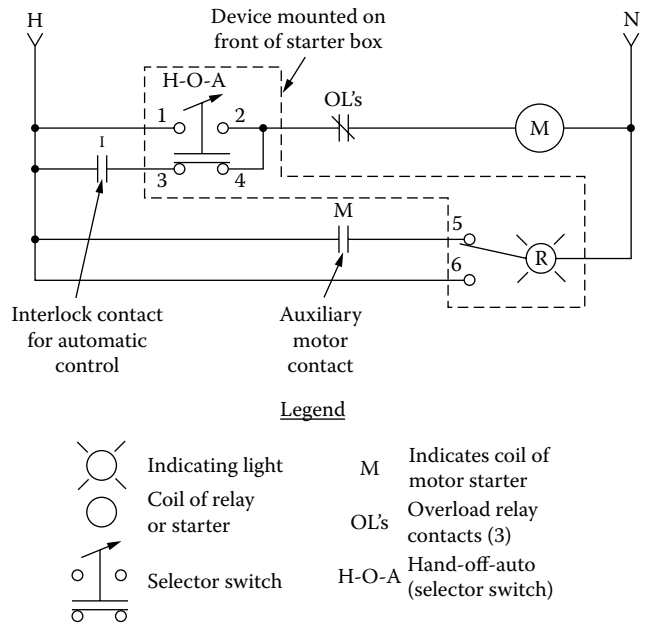 H
Device mounted on
front of starter box
N
H-O-A
OL's
1
2
M
I
3
4
M
5
R
6
Interlock contact
for automatic
control
Auxiliary
motor
contact
Legend
Indicating light
Coil of relay
or starter
Selector switch
M
Indicates coil of
motor starter
OL's
Overload relay
contacts (3)
H-O-A
Hand-off-auto
(selector switch)